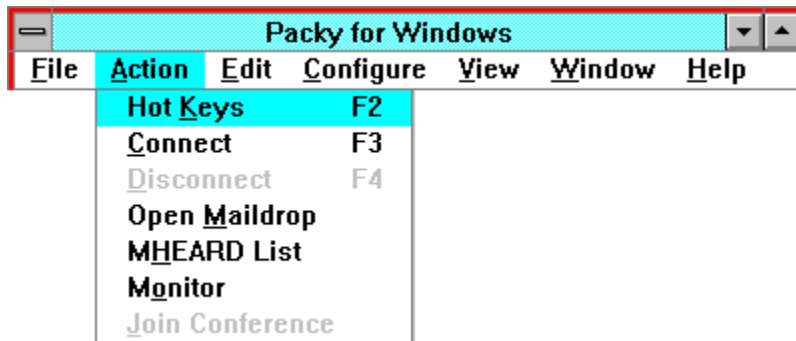 Packy for Windows
File Action Edit Configure View Window Help
Hot Keys F2
Connect F3
Disconnect F4
Open Maildrop
MHEARD List
Monitor
Join Conference